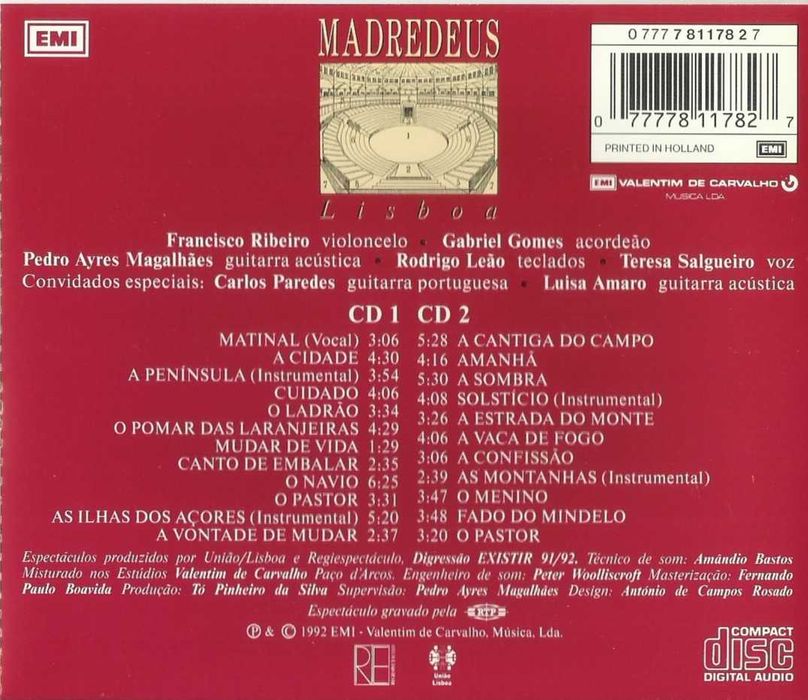 EMI
MADREDEUS
Lisboa
0 777 7 81178 2 7
0 77778 11782 7
PRINTED IN HOLLAND EMI
EMI VALENTIM DE CARVALHO
MUSICA LDA.
Francisco Ribeiro violoncelo • Gabriel Gomes acordeão
Pedro Ayres Magalhães guitarra acústica • Rodrigo Leão teclados • Teresa Salgueiro voz
Convidados especiais: Carlos Paredes guitarra portuguesa • Luisa Amaro guitarra acústica
CD 1
MATINAL (Vocal) 3:06
A CIDADE 4:30
A PENÍNSULA (Instrumental) 3:54
CUIDADO 4:06
O LADRÃO 3:34
O POMAR DAS LARANJEIRAS 4:29
MUDAR DE VIDA 1:29
CANTO DE EMBALAR 2:35
O NAVIO 6:25
O PASTOR 3:31
AS ILHAS DOS AÇORES (Instrumental) 5:20
A VONTADE DE MUDAR 2:37
CD 2
5:28 A CANTIGA DO CAMPO
4:16 AMANHÃ
5:30 A SOMBRA
4:08 SOLSTÍCIO (Instrumental)
3:26 A ESTRADA DO MONTE
4:06 A VACA DE FOGO
3:06 A CONFISSÃO
2:39 AS MONTANHAS (Instrumental)
3:47 O MENINO
3:48 FADO DO MINDELO
3:20 O PASTOR
Espectáculos produzidos por União/Lisboa e Regiespectáculo, Digressão EXISTIR 91/92. Técnico de som: Amândio Bastos
Misturado nos Estúdios Valentim de Carvalho Paço d'Arcos. Engenheiro de som: Peter Woolliscroft Masterização: Fernando
Paulo Boavida Produção: Tó Pinheiro da Silva Supervisão: Pedro Ayres Magalhães Design: António de Campos Rosado
Espectáculo gravado pela RTP
℗ & © 1992 EMI - Valentim de Carvalho, Música, Lda.
RE
União
Lisboa
COMPACT
disc
DIGITAL AUDIO